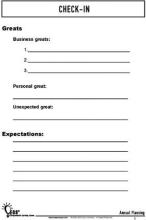 CHECK-IN
Greats
Business greats:
1.
2.
3.
Personal great:
Unexpected great:
Expectations:
Annual Planning